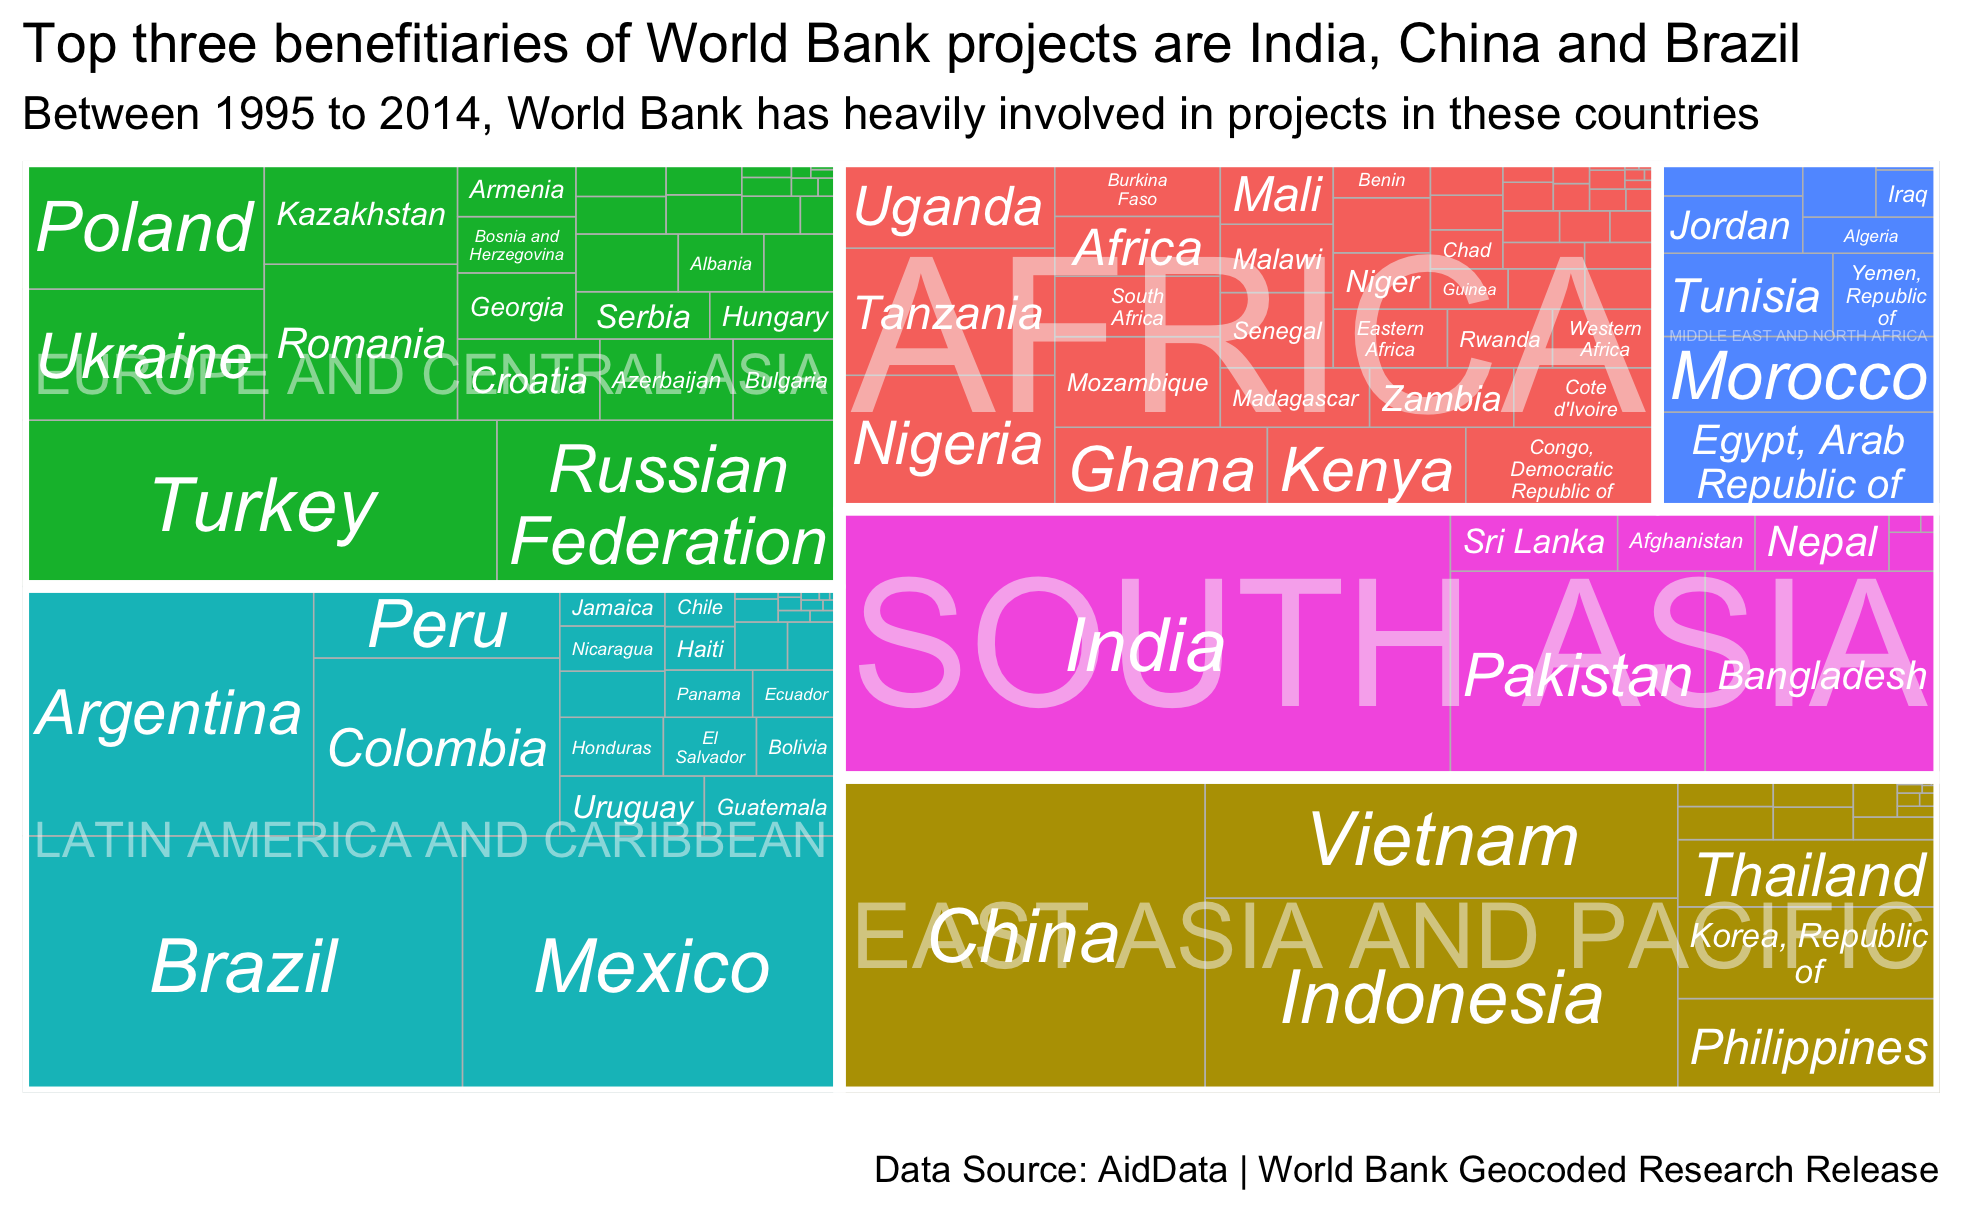 Top three benefitiaries of World Bank projects are India, China and Brazil
Between 1995 to 2014, World Bank has heavily involved in projects in these countries
Poland
Kazakhstan
Armenia
Bosnia and
Herzegovina
Albania
Georgia
Serbia
Hungary
Ukraine
Romania
Croatia
Azerbaijan
Bulgaria
EUROPE AND CENTRAL ASIA
Turkey
Russian
Federation
Uganda
Burkina
Faso
Mali
Benin
Africa
Malawi
Chad
Niger
Guinea
Tanzania
South
Africa
Senegal
Eastern
Africa
Rwanda
Western
Africa
AFRICA
Mozambique
Madagascar
Zambia
Cote
d'Ivoire
Nigeria
Ghana
Kenya
Congo,
Democratic
Republic of
Iraq
Jordan
Algeria
Tunisia
Yemen,
Republic
of
MIDDLE EAST AND NORTH AFRICA
Morocco
Egypt, Arab
Republic of
Argentina
Peru
Jamaica
Chile
Nicaragua
Haiti
Panama
Ecuador
Colombia
Honduras
El
Salvador
Bolivia
Uruguay
Guatemala
LATIN AMERICA AND CARIBBEAN
Brazil
Mexico
Sri Lanka
Afghanistan
Nepal
SOUTH ASIA
India
Pakistan
Bangladesh
Vietnam
Thailand
China
EAST ASIA AND PACIFIC
Korea, Republic
of
Indonesia
Philippines
Data Source: AidData | World Bank Geocoded Research Release